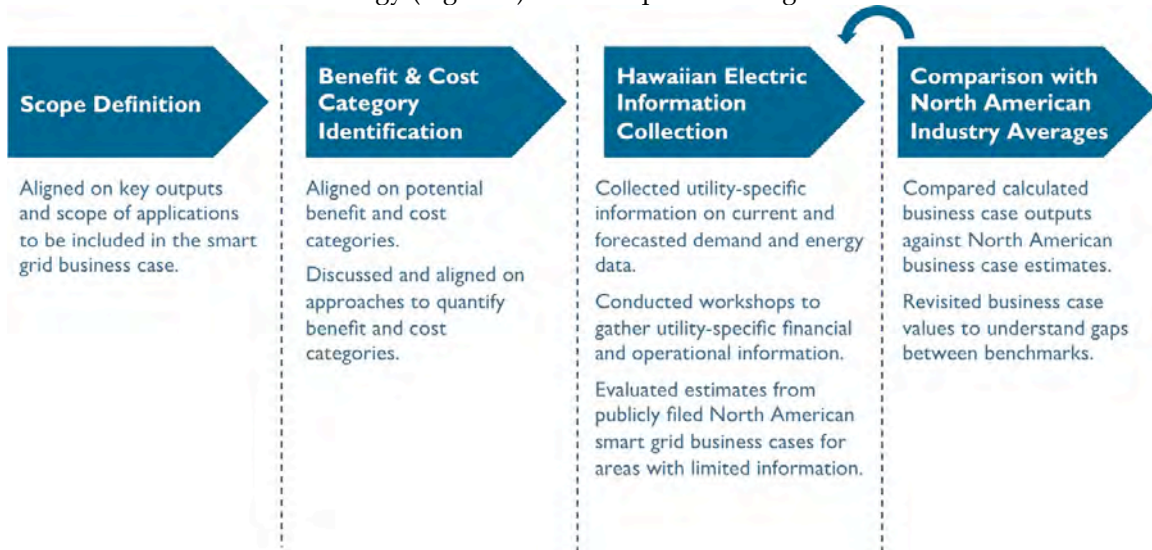 gy (
Scope Definition
Aligned on key outputs
and scope of applications
to be included in the smart
grid business case.
Benefit & Cost
Category
Identification
Aligned on potential
benefit and cost
categories.
Discussed and aligned on
approaches to quantify
benefit and cost
categories.
Hawaiian Electric
Information
Collection
Collected utility-specific
information on current and
forecasted demand and energy
data.
Conducted workshops to
gather utility-specific financial
and operational information.
Evaluated estimates from
publicly filed North American
smart grid business cases for
areas with limited information.
Comparison with
North American
Industry Averages
Compared calculated
business case outputs
against North American
business case estimates.
Revisited business case
values to understand gaps
between benchmarks.